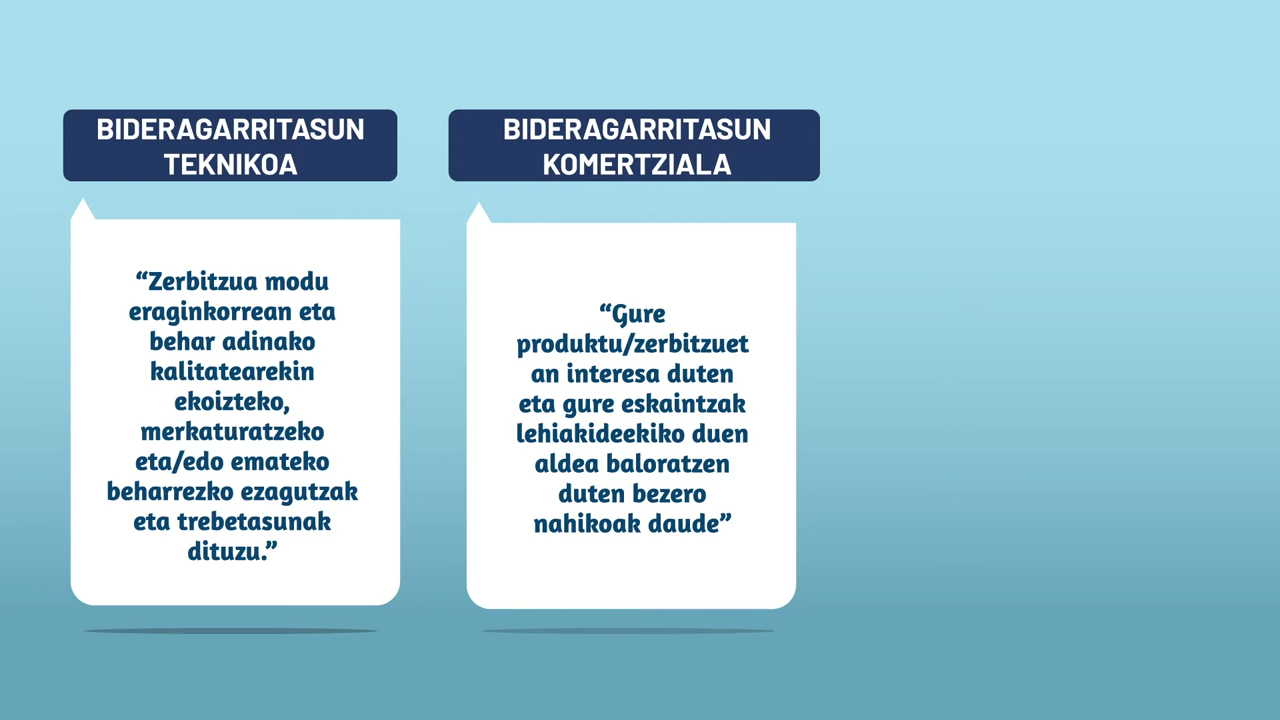 BIDERAGARRITASUN
TEKNIKOA
“Zerbitzua modu
eraginkorrean eta
behar adinako
kalitatearekin
ekoizteko,
merkaturatzeko
eta/edo emateko
beharrezko ezagutzak
eta trebetasunak
dituzu.”
BIDERAGARRITASUN
KOMERTZIALA
“Gure
produktu/zerbitzuet
an interesa duten
eta gure eskaintzak
lehiakideekiko duen
aldea baloratzen
duten bezero
nahikoak daude”